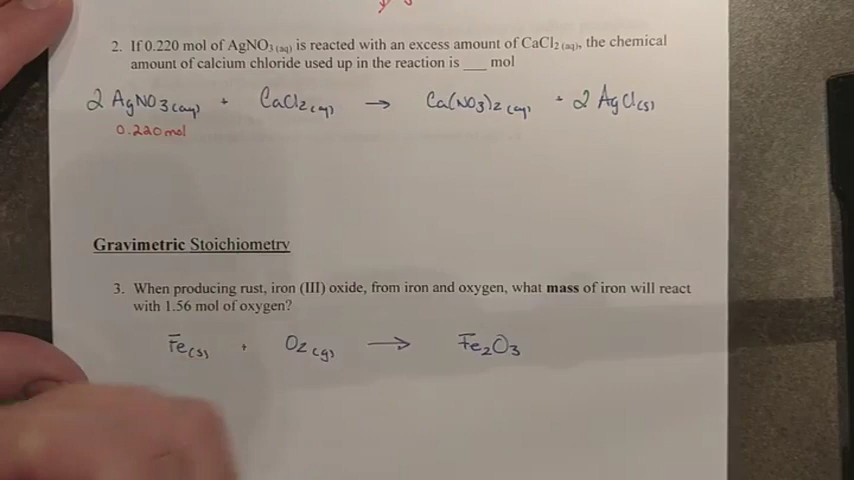 2. If 0.220 mol of AgNO3 (aq) is reacted with an excess amount of CaCl2 (aq), the chemical
amount of calcium chloride used up in the reaction is ___ mol
2 AgNO3(aq) + CaCl2(aq) → Ca(NO3)2(aq) + 2 AgCl(s)
0.220mol
Gravimetric Stoichiometry
3. When producing rust, iron (III) oxide, from iron and oxygen, what mass of iron will react
with 1.56 mol of oxygen?
Fe(s) + O2(g) → Fe2O3